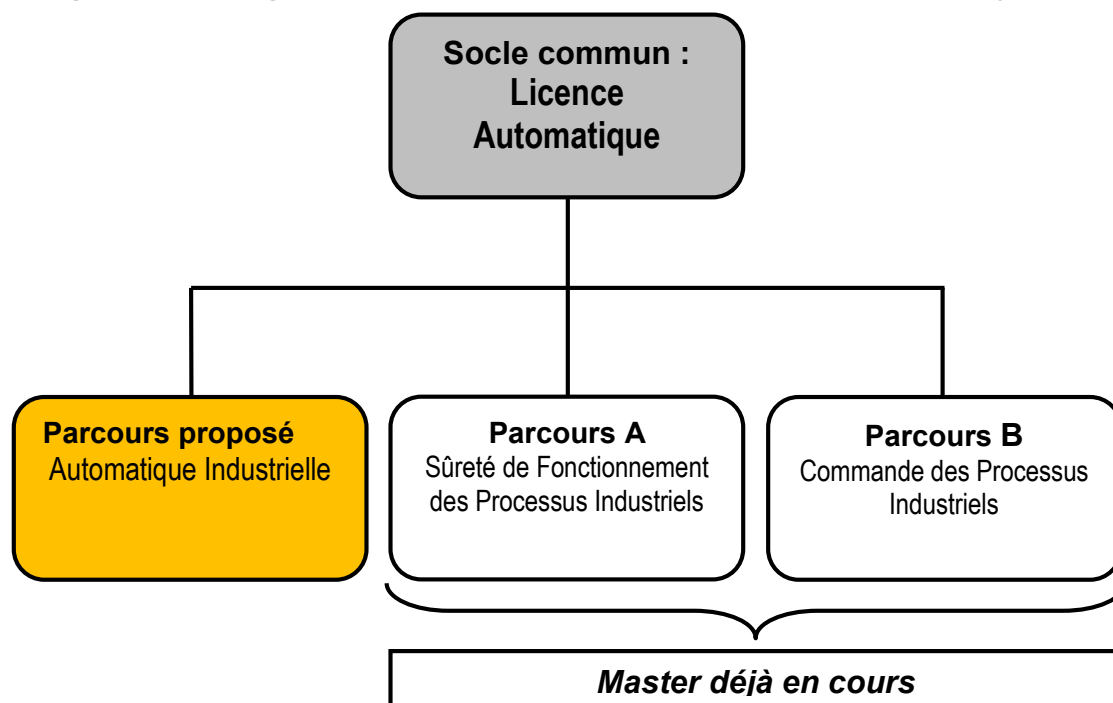 Socle commun :
Licence
Automatique
Parcours proposé
Automatique Industrielle
Parcours A
Sûreté de Fonctionnement
des Processus Industriels
Parcours B
Commande des Processus
Industriels
Master déjà en cours